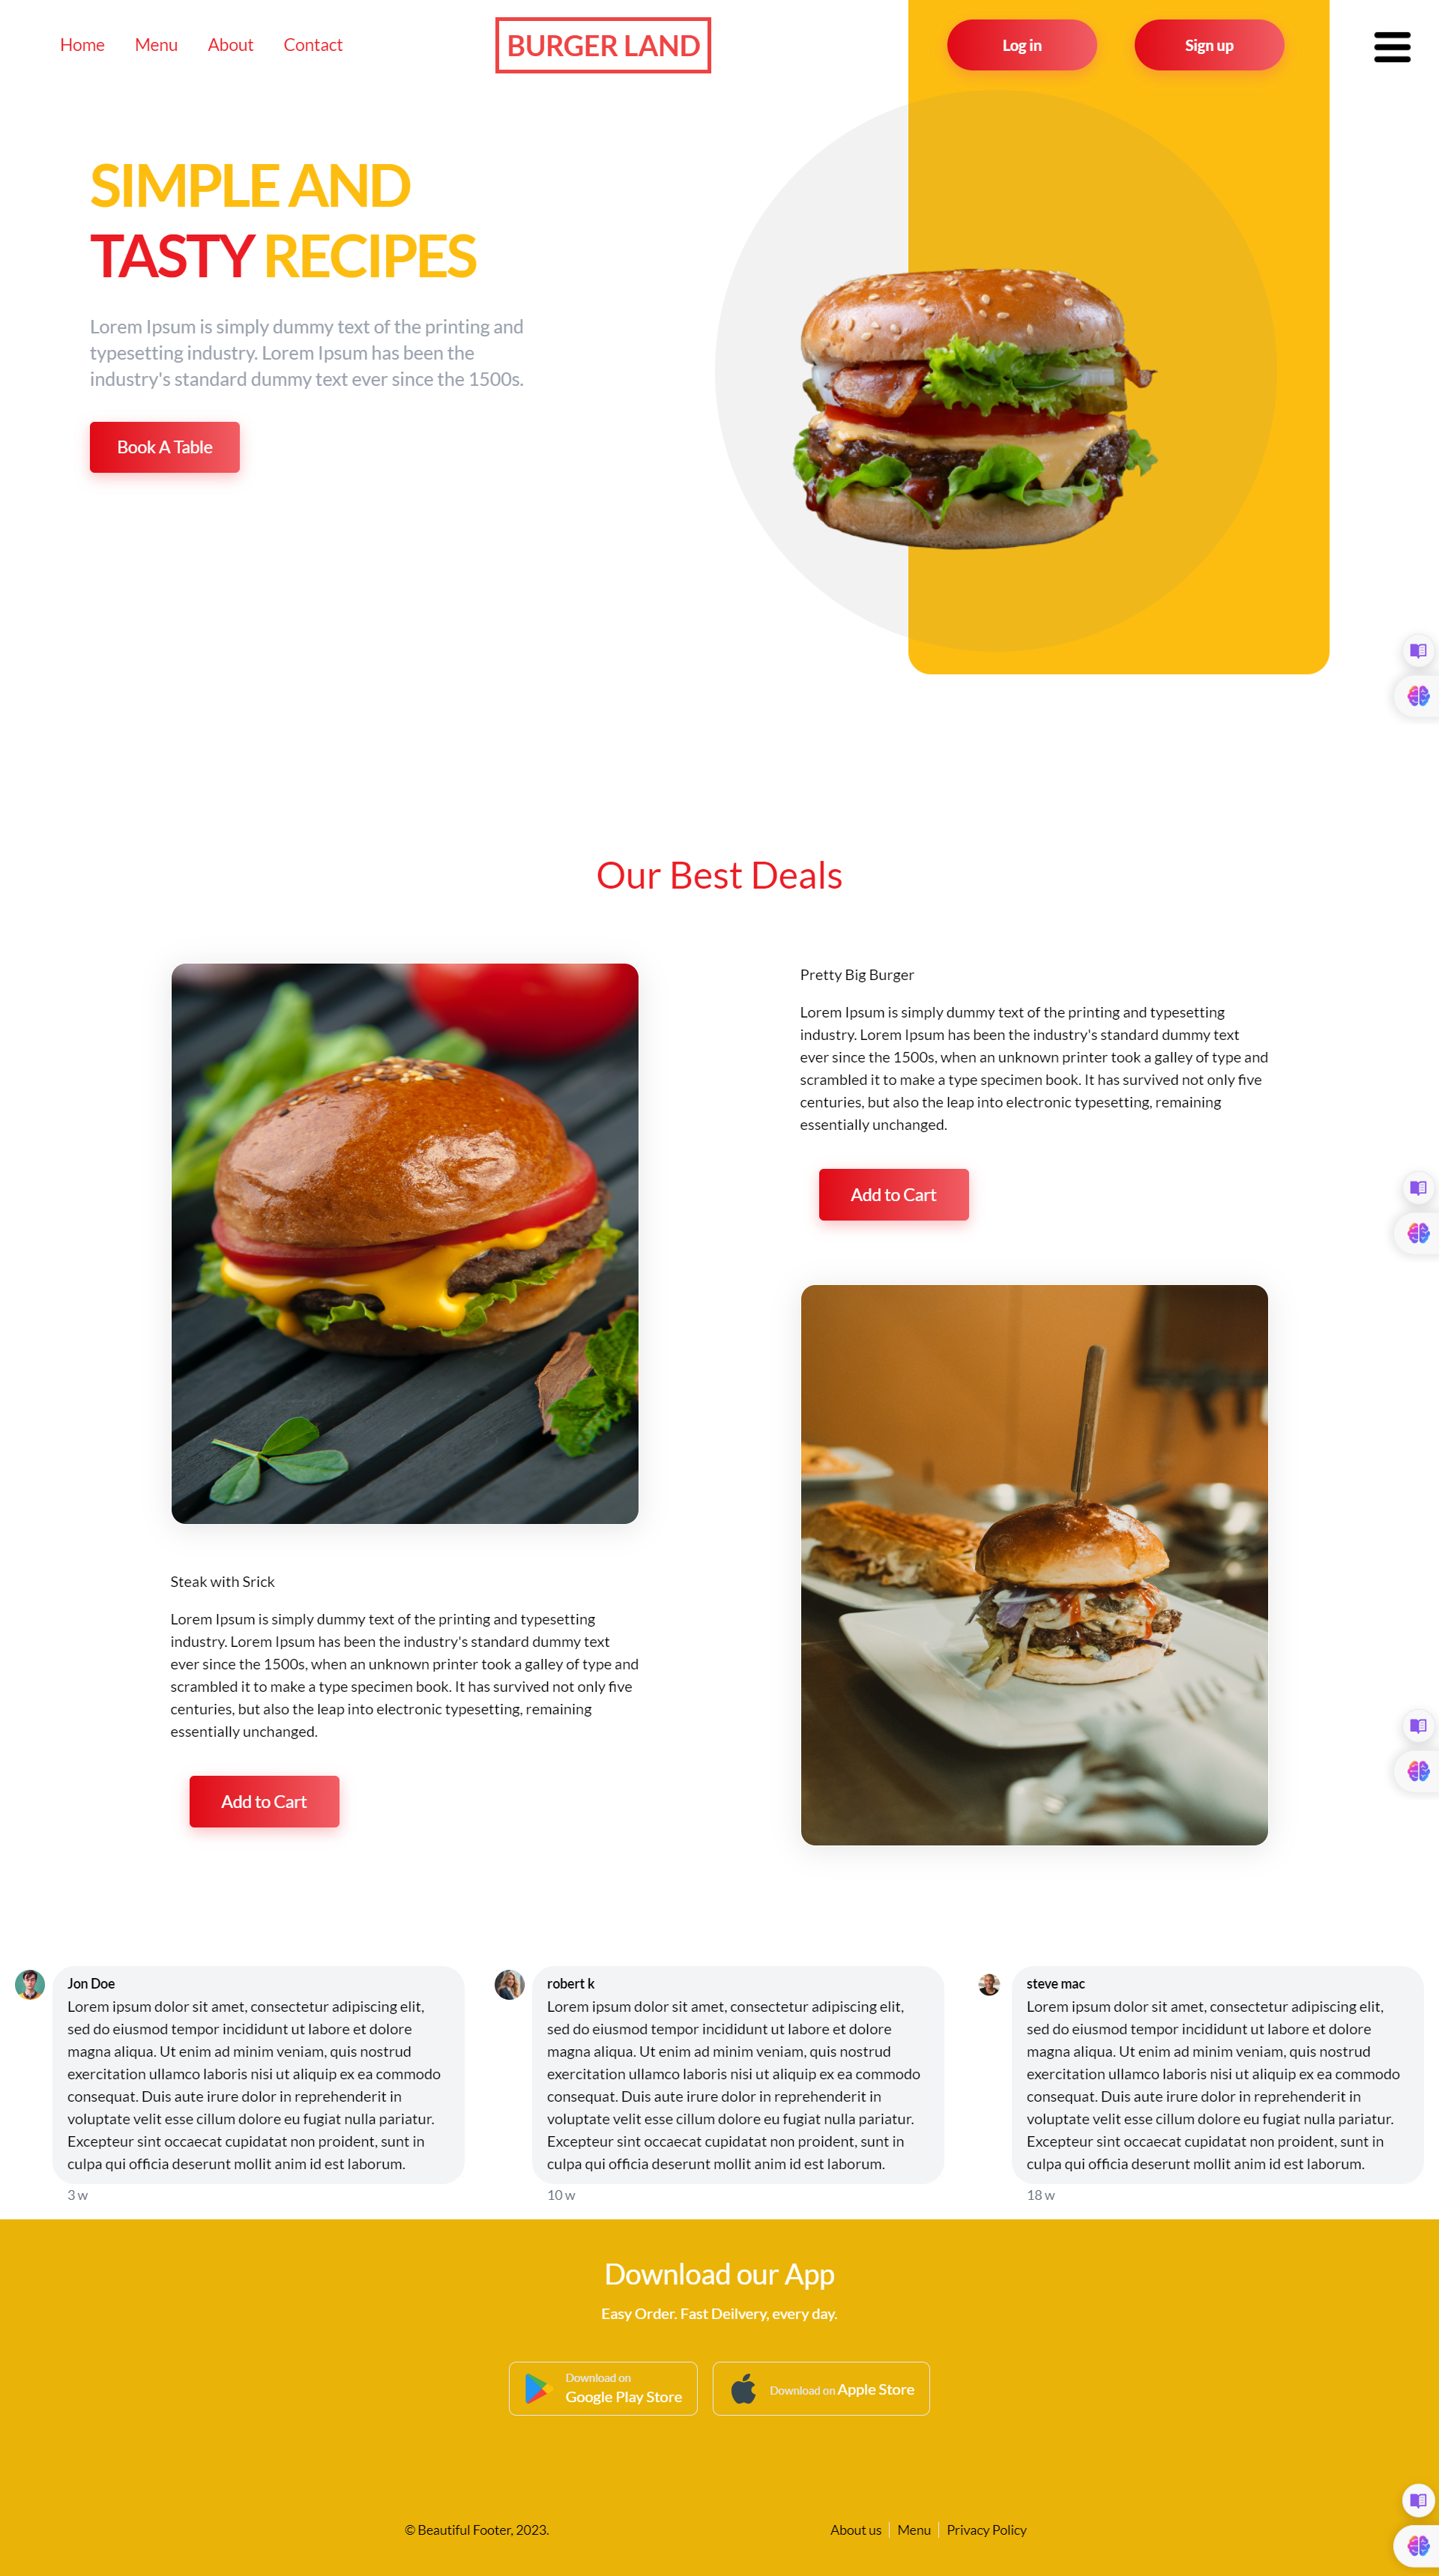 Home Menu About Contact
BURGER LAND
Log in
Sign up
SIMPLE AND
TASTY RECIPES
Lorem Ipsum is simply dummy text of the printing and
typesetting industry. Lorem Ipsum has been the
industry's standard dummy text ever since the 1500s.
Book A Table
Our Best Deals
Pretty Big Burger
Lorem Ipsum is simply dummy text of the printing and typesetting
industry. Lorem Ipsum has been the industry's standard dummy text
ever since the 1500s, when an unknown printer took a galley of type and
scrambled it to make a type specimen book. It has survived not only five
centuries, but also the leap into electronic typesetting, remaining
essentially unchanged.
Add to Cart
Steak with Srick
Lorem Ipsum is simply dummy text of the printing and typesetting
industry. Lorem Ipsum has been the industry's standard dummy text
ever since the 1500s, when an unknown printer took a galley of type and
scrambled it to make a type specimen book. It has survived not only five
centuries, but also the leap into electronic typesetting, remaining
essentially unchanged.
Add to Cart
Jon Doe
Lorem ipsum dolor sit amet, consectetur adipiscing elit,
sed do eiusmod tempor incididunt ut labore et dolore
magna aliqua. Ut enim ad minim veniam, quis nostrud
exercitation ullamco laboris nisi ut aliquip ex ea commodo
consequat. Duis aute irure dolor in reprehenderit in
voluptate velit esse cillum dolore eu fugiat nulla pariatur.
Excepteur sint occaecat cupidatat non proident, sunt in
culpa qui officia deserunt mollit anim id est laborum.
3 w
robert k
Lorem ipsum dolor sit amet, consectetur adipiscing elit,
sed do eiusmod tempor incididunt ut labore et dolore
magna aliqua. Ut enim ad minim veniam, quis nostrud
exercitation ullamco laboris nisi ut aliquip ex ea commodo
consequat. Duis aute irure dolor in reprehenderit in
voluptate velit esse cillum dolore eu fugiat nulla pariatur.
Excepteur sint occaecat cupidatat non proident, sunt in
culpa qui officia deserunt mollit anim id est laborum.
10 w
steve mac
Lorem ipsum dolor sit amet, consectetur adipiscing elit,
sed do eiusmod tempor incididunt ut labore et dolore
magna aliqua. Ut enim ad minim veniam, quis nostrud
exercitation ullamco laboris nisi ut aliquip ex ea commodo
consequat. Duis aute irure dolor in reprehenderit in
voluptate velit esse cillum dolore eu fugiat nulla pariatur.
Excepteur sint occaecat cupidatat non proident, sunt in
culpa qui officia deserunt mollit anim id est laborum.
18 w
Download our App
Easy Order. Fast Deilvery, every day.
Download on
Google Play Store
Download on Apple Store
© Beautiful Footer, 2023.
About us Menu Privacy Policy